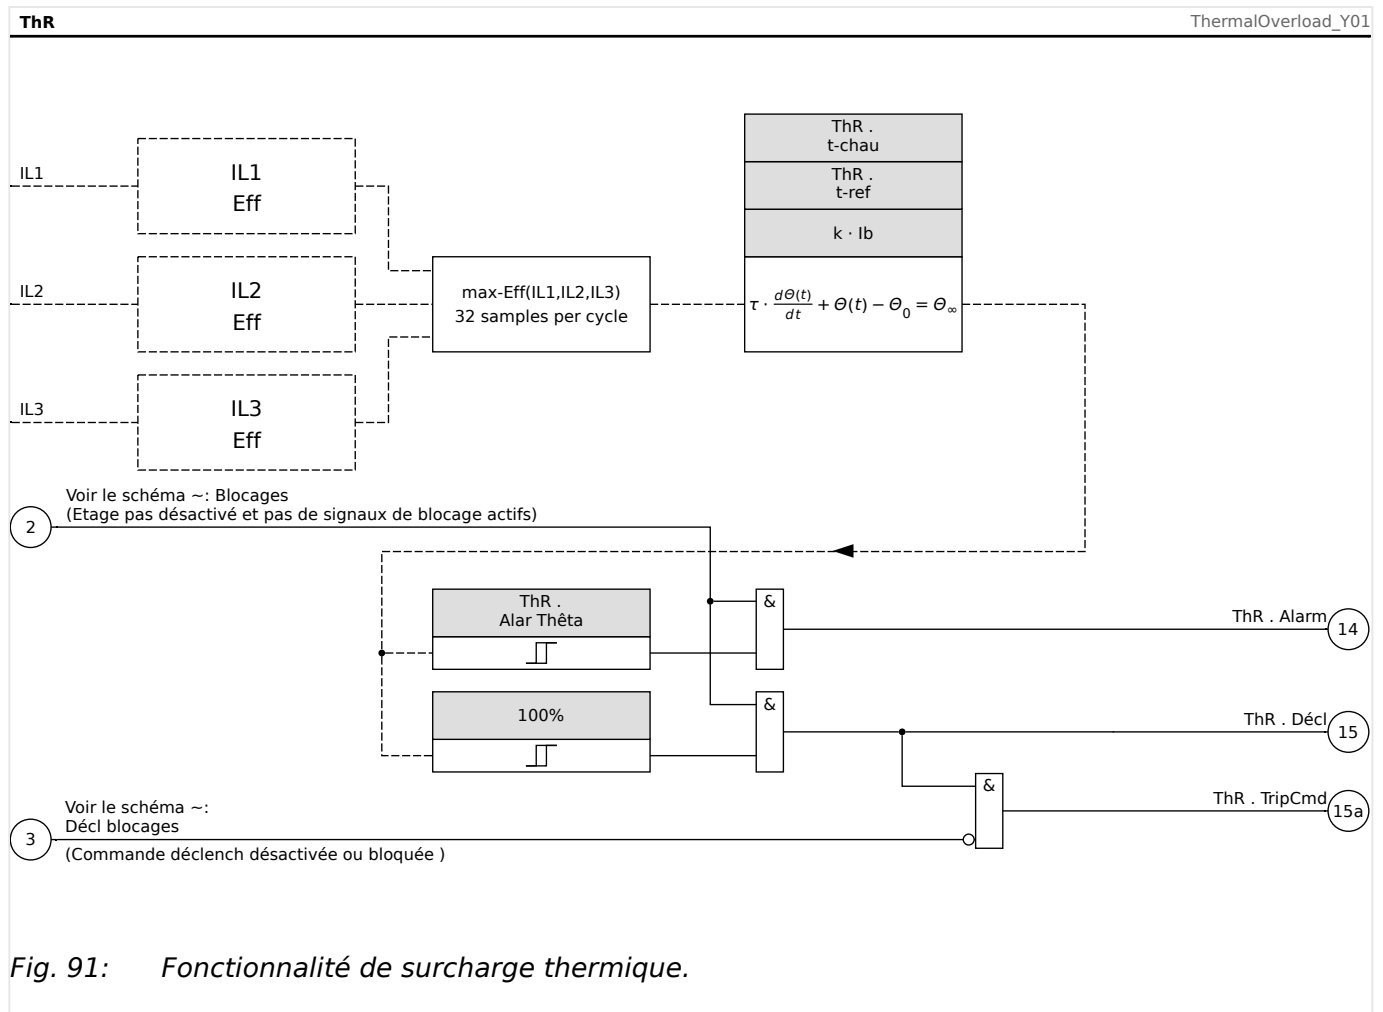 ThR
ThermalOverload_Y01
ThR .
t-chau
ThR .
t-ref
k · Ib
IL1
IL1
Eff
IL2
IL2
Eff
max-Eff(IL1,IL2,IL3)
32 samples per cycle
τ · dΘ(t)/dt + Θ(t) − Θ₀ = Θ∞
IL3
IL3
Eff
Voir le schéma ~: Blocages
(Etage pas désactivé et pas de signaux de blocage actifs)
2
ThR .
Alar Thêta
&
ThR . Alarm
14
100%
&
ThR . Décl
15
&
ThR . TripCmd
15a
Voir le schéma ~:
Décl blocages
3
(Commande déclench désactivée ou bloquée )
Fig. 91: Fonctionnalité de surcharge thermique.